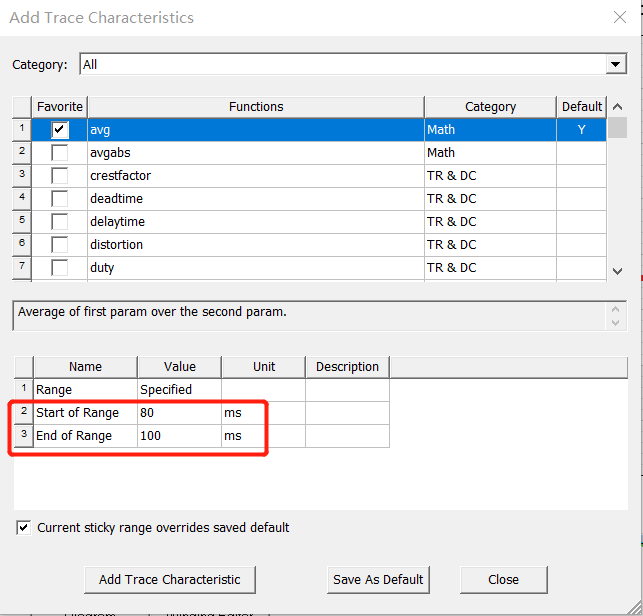 Add Trace Characteristics
Category: All
Favorite Functions Category Default
1 avg Math Y
2 avgabs Math
3 crestfactor TR & DC
4 deadtime TR & DC
5 delaytime TR & DC
6 distortion TR & DC
7 duty TR & DC
Average of first param over the second param.
Name Value Unit Description
1 Range Specified
2 Start of Range 80 ms
3 End of Range 100 ms
Current sticky range overrides saved default
Add Trace Characteristic Save As Default Close